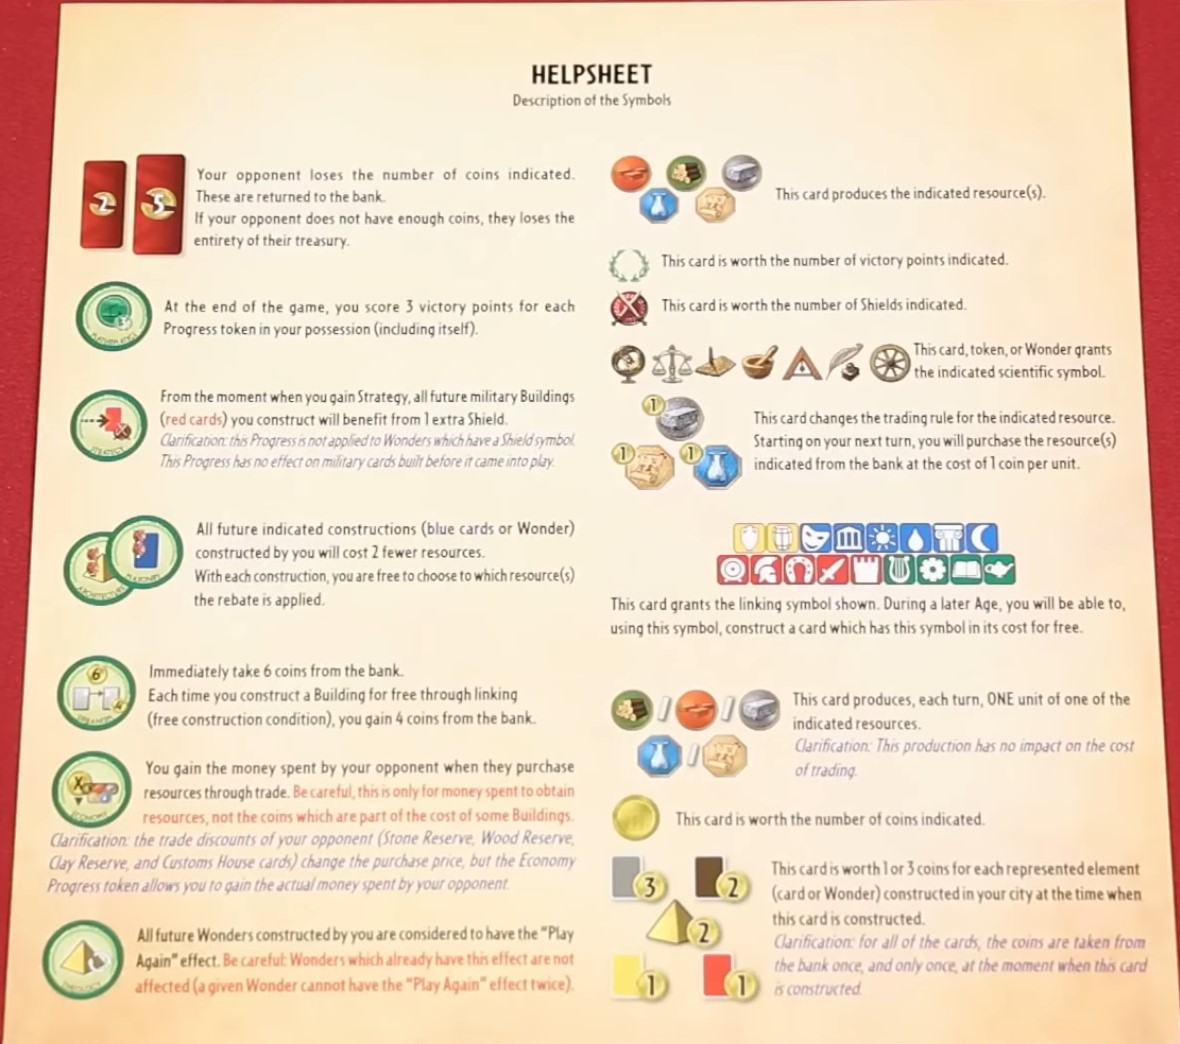 HELPSHEET
Description of the Symbols
2
5
Your opponent loses the number of coins indicated.
These are returned to the bank.
If your opponent does not have enough coins, they loses the
entirety of their treasury.
At the end of the game, you score 3 victory points for each
Progress token in your possession (including itself).
STRATEGY
From the moment when you gain Strategy, all future military Buildings
(red cards) you construct will benefit from 1 extra Shield.
Clarification: this Progress is not applied to Wonders which have a Shield symbol.
This Progress has no effect on military cards built before it came into play.
ARCHITECTURE
MASONRY
All future indicated constructions (blue cards or Wonder)
constructed by you will cost 2 fewer resources.
With each construction, you are free to choose to which resource(s)
the rebate is applied.
6
4
Immediately take 6 coins from the bank.
Each time you construct a Building for free through linking
(free construction condition), you gain 4 coins from the bank.
X
ECONOMY
You gain the money spent by your opponent when they purchase
resources through trade. Be careful, this is only for money spent to obtain
resources, not the coins which are part of the cost of some Buildings.
Clarification: the trade discounts of your opponent (Stone Reserve, Wood Reserve,
Clay Reserve, and Customs House cards) change the purchase price, but the Economy
Progress token allows you to gain the actual money spent by your opponent.
THEOLOGY
All future Wonders constructed by you are considered to have the "Play
Again" effect. Be careful: Wonders which already have this effect are not
affected (a given Wonder cannot have the "Play Again" effect twice).
This card produces the indicated resource(s).
This card is worth the number of victory points indicated.
This card is worth the number of Shields indicated.
This card, token, or Wonder grants
the indicated scientific symbol.
1
1
1
This card changes the trading rule for the indicated resource.
Starting on your next turn, you will purchase the resource(s)
indicated from the bank at the cost of 1 coin per unit.
This card grants the linking symbol shown. During a later Age, you will be able to,
using this symbol, construct a card which has this symbol in its cost for free.
/ /
/
This card produces, each turn, ONE unit of one of the
indicated resources.
Clarification: This production has no impact on the cost
of trading.
This card is worth the number of coins indicated.
3
2
2
1
1
This card is worth 1 or 3 coins for each represented element
(card or Wonder) constructed in your city at the time when
this card is constructed.
Clarification: for all of the cards, the coins are taken from
the bank once, and only once, at the moment when this card
is constructed.